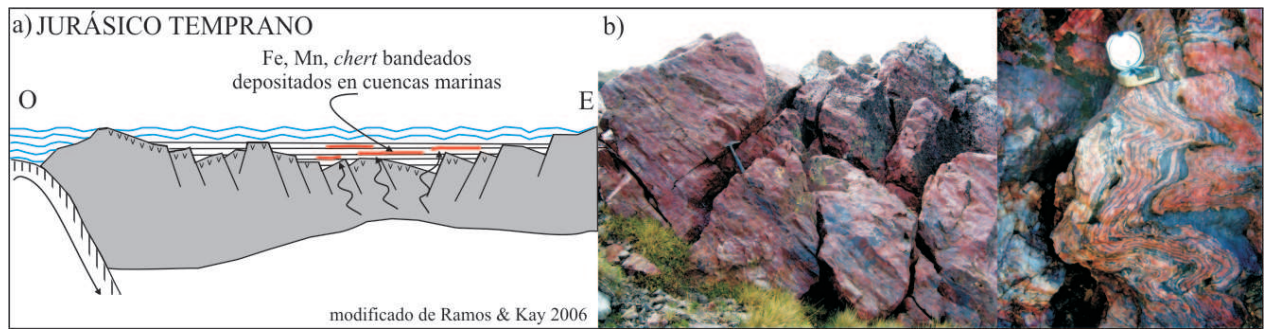 a) JURÁSICO TEMPRANO
Fe, Mn, chert bandeados
depositados en cuencas marinas
O
E
modificado de Ramos & Kay 2006
b)